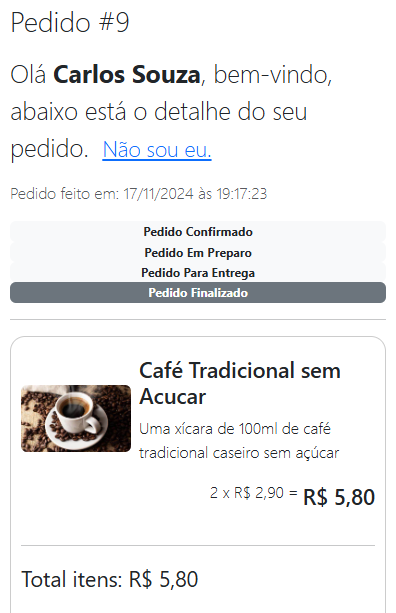 Pedido #9
Olá Carlos Souza, bem-vindo,
abaixo está o detalhe do seu
pedido. Não sou eu.
Pedido feito em: 17/11/2024 às 19:17:23
Pedido Confirmado
Pedido Em Preparo
Pedido Para Entrega
Pedido Finalizado
Café Tradicional sem
Acucar
Uma xícara de 100ml de café
tradicional caseiro sem açúcar
2 x R$ 2,90 = R$ 5,80
Total itens: R$ 5,80